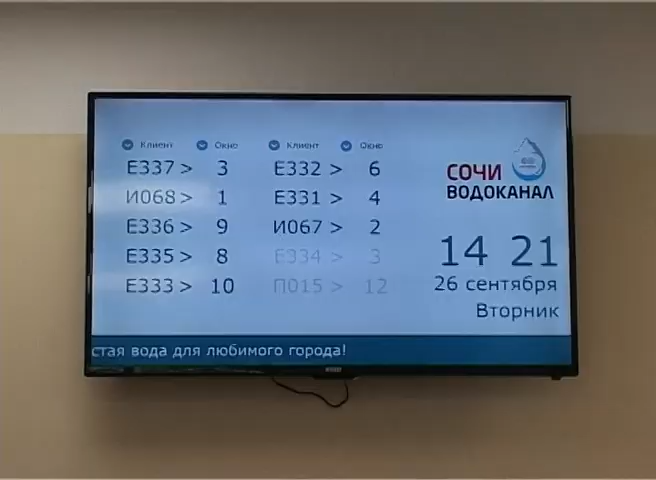 Клиент Окно Клиент Окно
Е337 > 3 Е332 > 6
И068 > 1 Е331 > 4
Е336 > 9 И067 > 2
Е335 > 8 Е334 > 3
Е333 > 10 П015 > 12
СОЧИ
ВОДОКАНАЛ
14 21
26 сентября
Вторник
стая вода для любимого города!